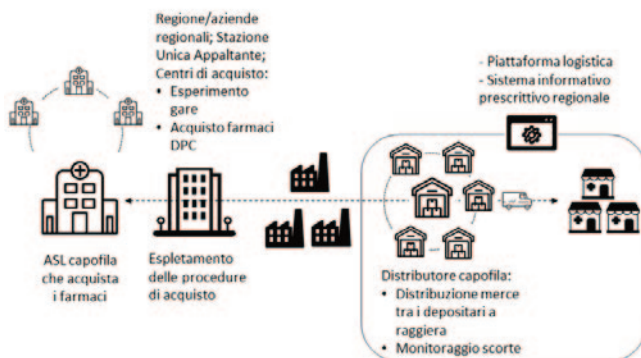 Regione/aziende
regionali; Stazione
Unica Appaltante;
Centri di acquisto:
• Esperimento
gare
• Acquisto farmaci
DPC
- Piattaforma logistica
- Sistema informativo
prescrittivo regionale
ASL capofila
che acquista
i farmaci
Espletamento
delle procedure
di acquisto
Distributore capofila:
• Distribuzione merce
tra i depositari a
raggiera
• Monitoraggio scorte